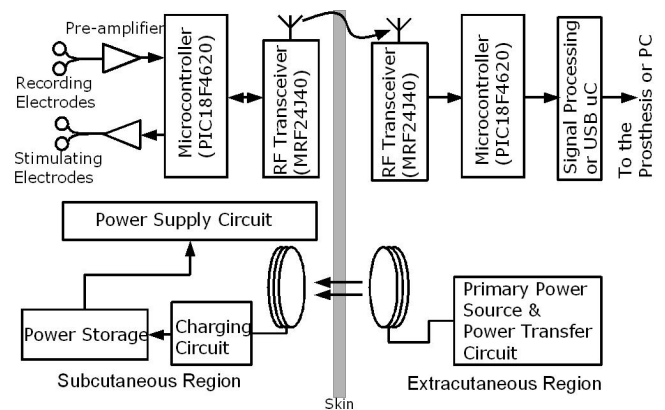 Pre-amplifier
Recording
Electrodes
Stimulating
Electrodes
Microcontroller
(PIC18F4620)
RF Transceiver
(MRF24J40)
RF Transceiver
(MRF24J40)
Microcontroller
(PIC18F4620)
Signal Processing
or USB uC
To the
Prosthesis or PC
Power Supply Circuit
Power Storage
Charging
Circuit
Primary Power
Source &
Power Transfer
Circuit
Subcutaneous Region
Extracutaneous Region
Skin